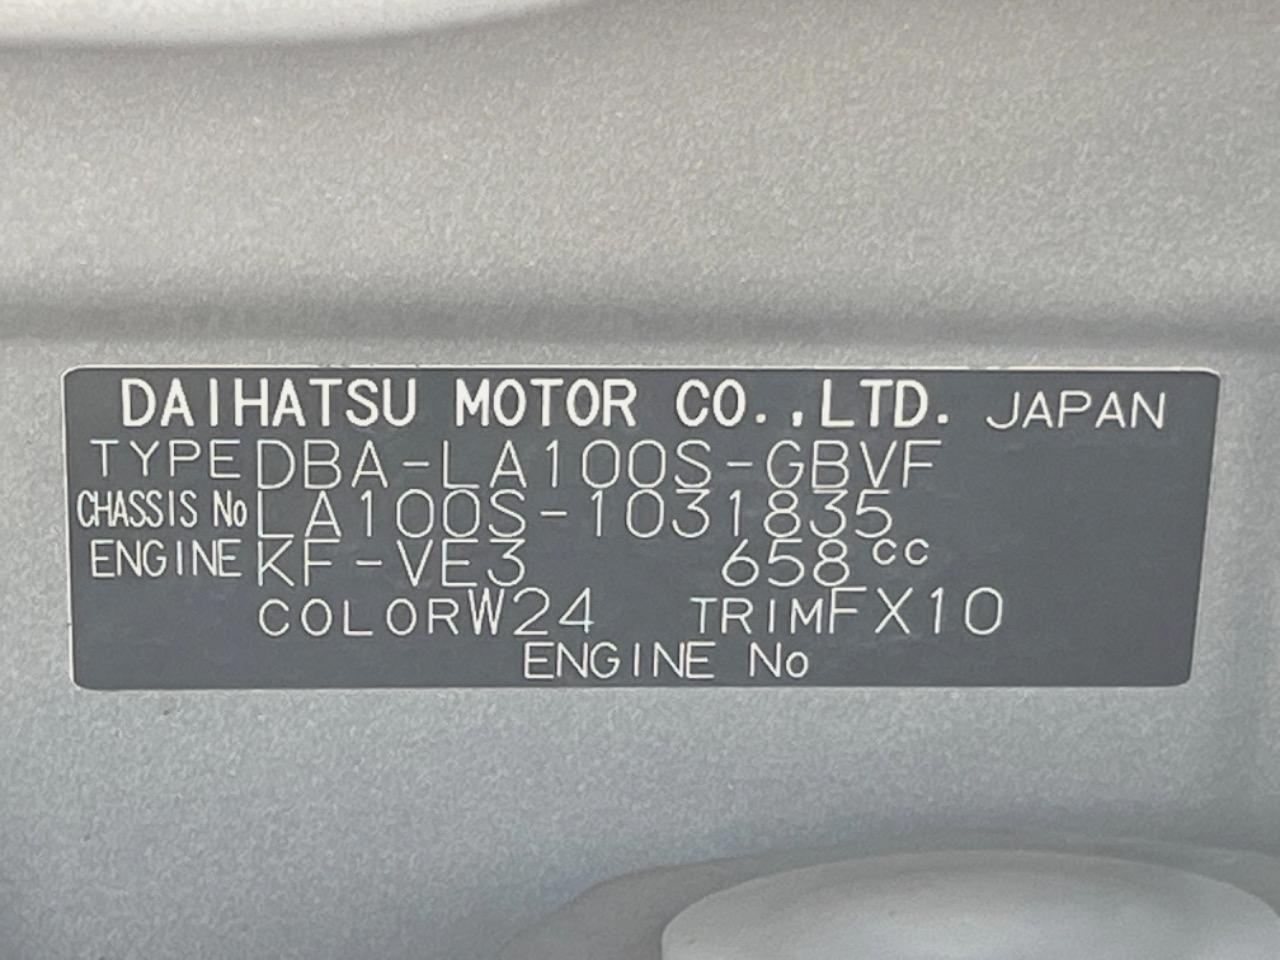 DAIHATSU MOTOR CO.,LTD. JAPAN
TYPE DBA-LA100S-GBVF
CHASSIS No LA100S-1031835
ENGINE KF-VE3 658cc
COLOR W24 TRIM FX10
ENGINE No